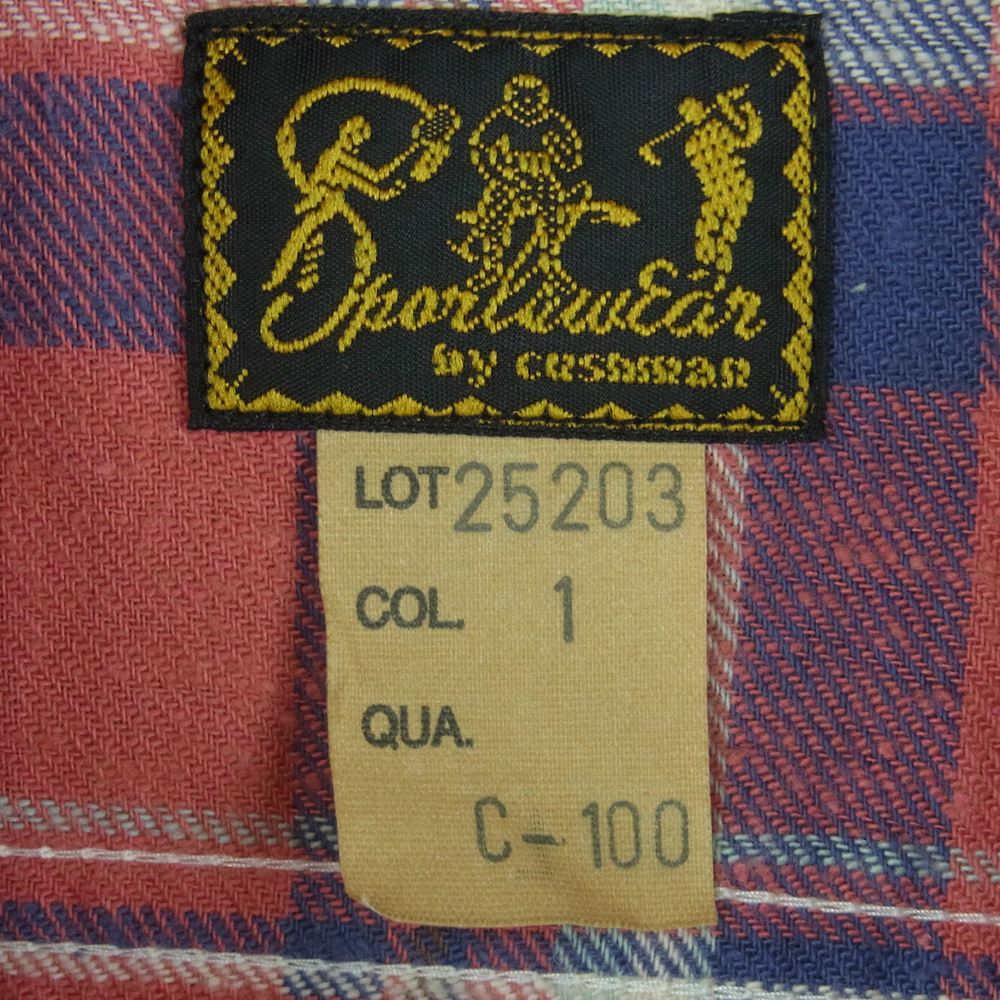 Sportswear
by cushman
LOT 25203
COL. 1
QUA.
C-100